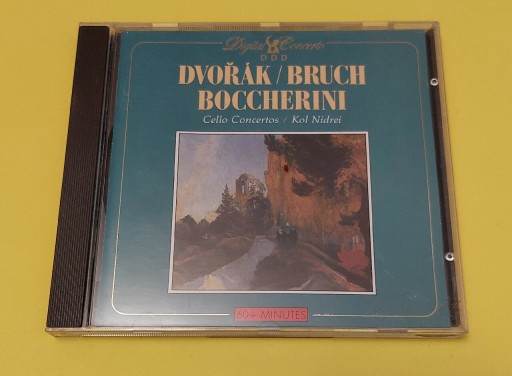 Digital Concerto
DDD
DVOŘÁK / BRUCH
BOCCHERINI
Cello Concertos / Kol Nidrei
60+ MINUTES